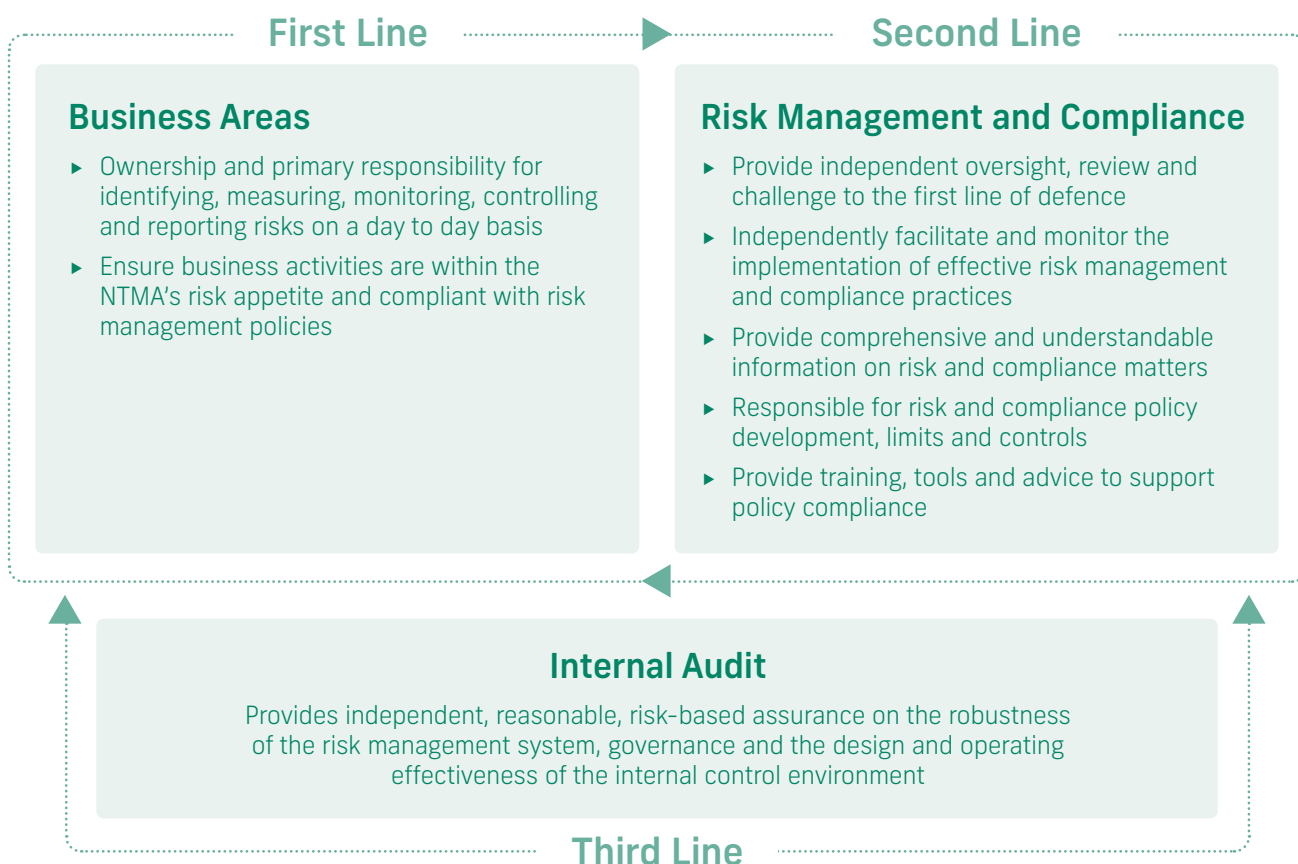 First Line
Second Line
Business Areas
▸ Ownership and primary responsibility for
identifying, measuring, monitoring, controlling
and reporting risks on a day to day basis
▸ Ensure business activities are within the
NTMA’s risk appetite and compliant with risk
management policies
Risk Management and Compliance
▸ Provide independent oversight, review and
challenge to the first line of defence
▸ Independently facilitate and monitor the
implementation of effective risk management
and compliance practices
▸ Provide comprehensive and understandable
information on risk and compliance matters
▸ Responsible for risk and compliance policy
development, limits and controls
▸ Provide training, tools and advice to support
policy compliance
Internal Audit
Provides independent, reasonable, risk-based assurance on the robustness
of the risk management system, governance and the design and operating
effectiveness of the internal control environment
Third Line